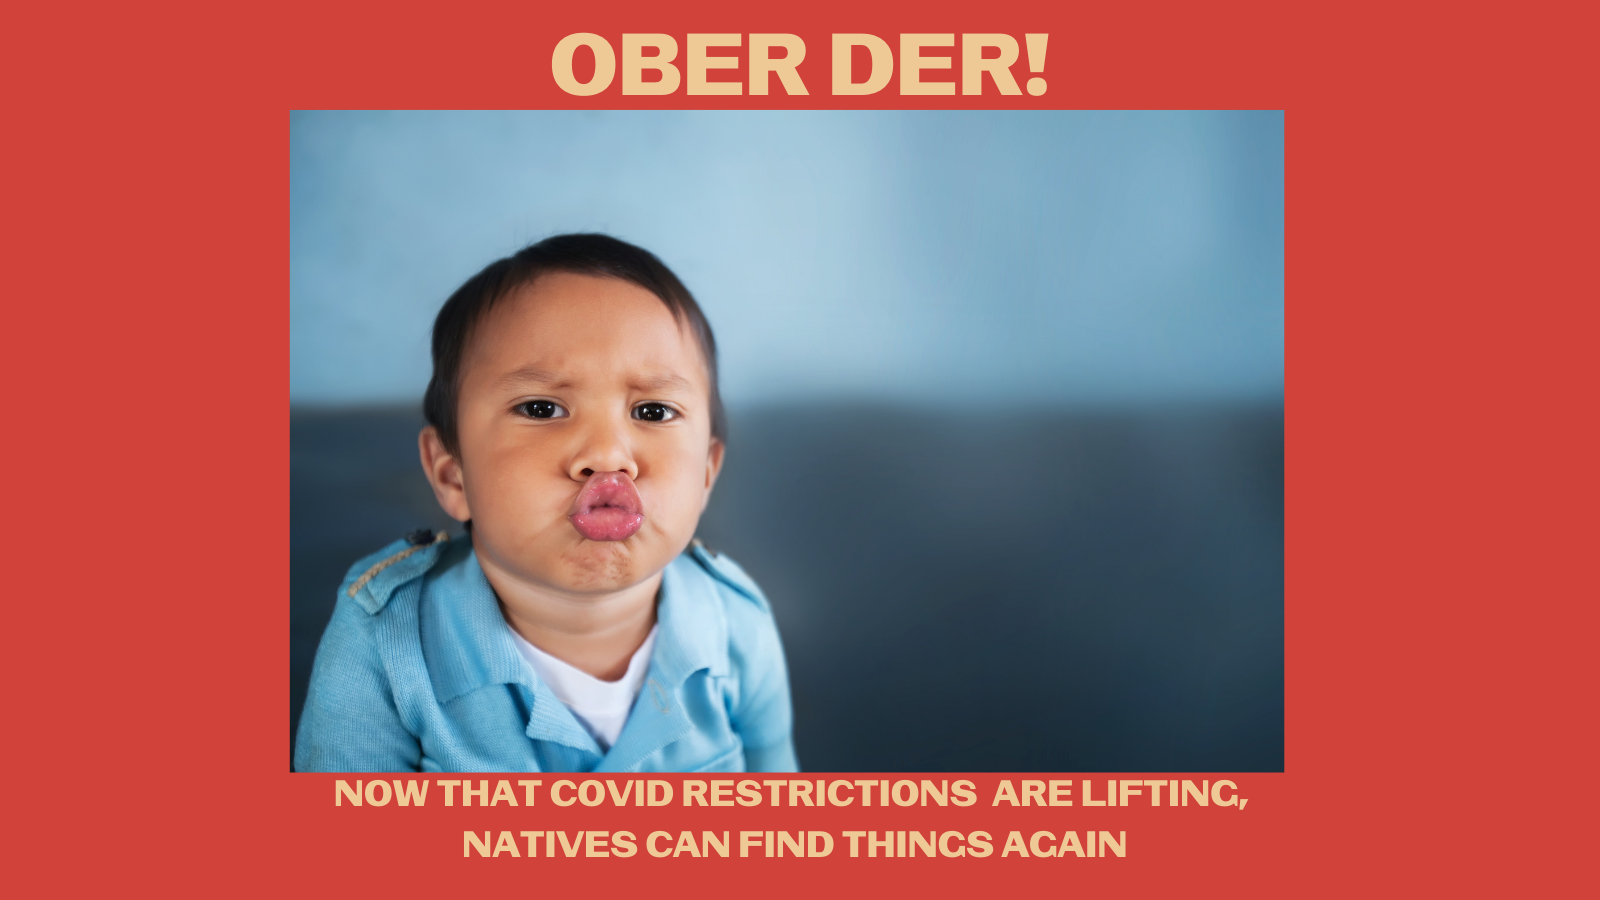 OBER DER!
NOW THAT COVID RESTRICTIONS ARE LIFTING,
NATIVES CAN FIND THINGS AGAIN